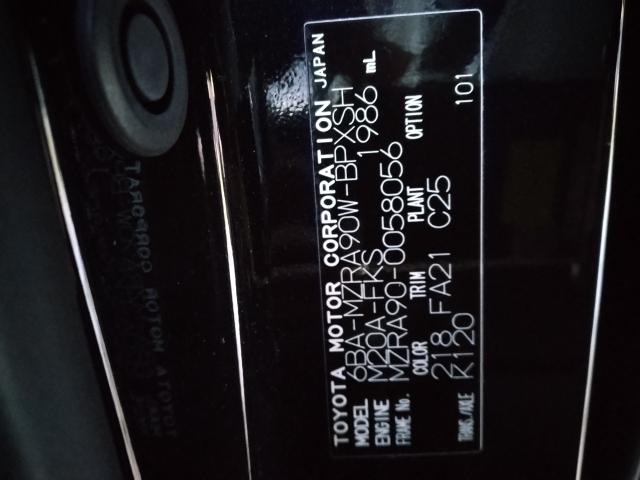 TOYOTA MOTOR CORPORATION JAPAN
MODEL 6BA-MZRA90W-BPXSH
ENGINE M20A-FKS 1986 mL
FRAME No. MZRA90-0058056
COLOR TRIM PLANT OPTION
218 FA21 C25
TRANS./AXLE K120 101